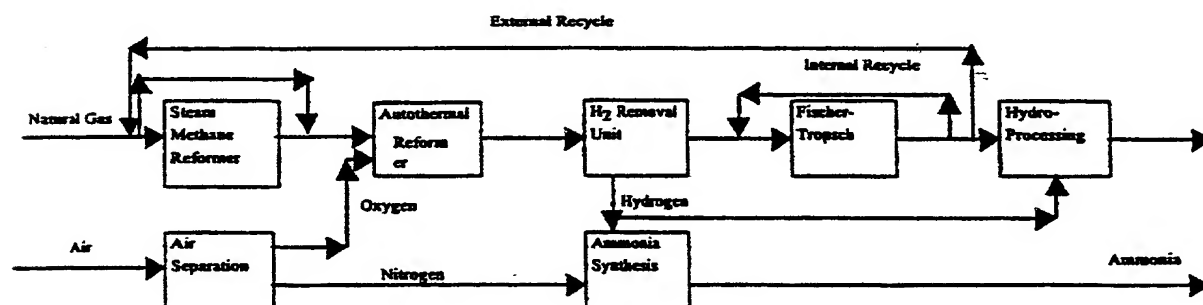 External Recycle
Internal Recycle
Natural Gas
Steam
Methane
Reformer
Autothermal
Reform
er
H2 Removal
Unit
Fischer-
Tropsch
Hydro-
Processing
Oxygen
Hydrogen
Air
Air
Separation
Nitrogen
Ammonia
Synthesis
Ammonia